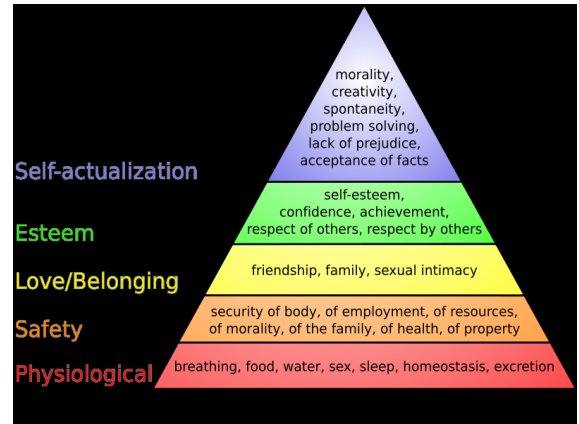 morality,
creativity,
spontaneity,
problem solving,
lack of prejudice,
acceptance of facts
Self-actualization
self-esteem,
confidence, achievement,
respect of others, respect by others
Esteem
friendship, family, sexual intimacy
Love/Belonging
security of body, of employment, of resources,
of morality, of the family, of health, of property
Safety
breathing, food, water, sex, sleep, homeostasis, excretion
Physiological